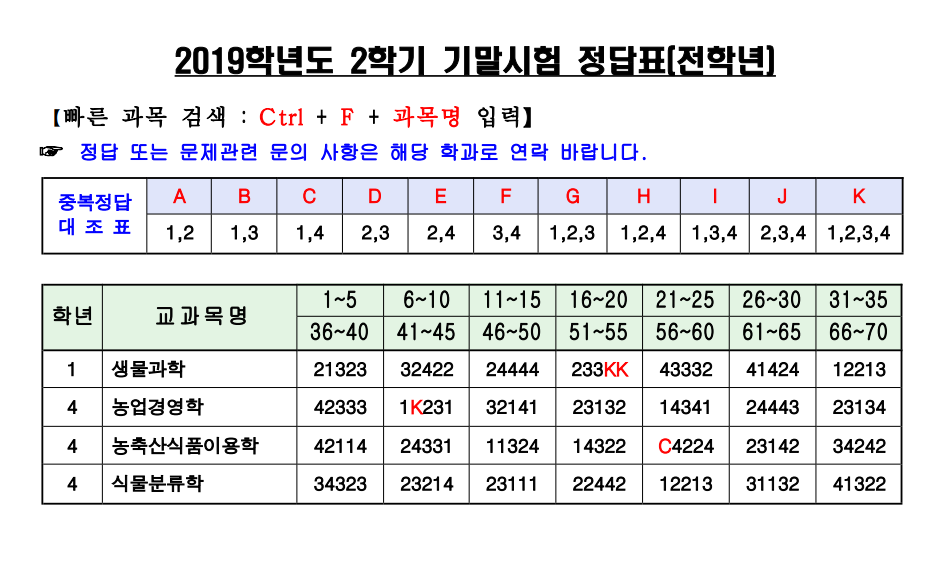 2019학년도 2학기 기말시험 정답표(전학년)
【빠른 과목 검색 : Ctrl + F + 과목명 입력】
☞ 정답 또는 문제관련 문의 사항은 해당 학과로 연락 바랍니다.
중복정답 대 조 표 A B C D E F G H I J K
1,2 1,3 1,4 2,3 2,4 3,4 1,2,3 1,2,4 1,3,4 2,3,4 1,2,3,4
학년 교과목명 1~5 6~10 11~15 16~20 21~25 26~30 31~35
36~40 41~45 46~50 51~55 56~60 61~65 66~70
1 생물과학 21323 32422 24444 233KK 43332 41424 12213
4 농업경영학 42333 1K231 32141 23132 14341 24443 23134
4 농축산식품이용학 42114 24331 11324 14322 C4224 23142 34242
4 식물분류학 34323 23214 23111 22442 12213 31132 41322